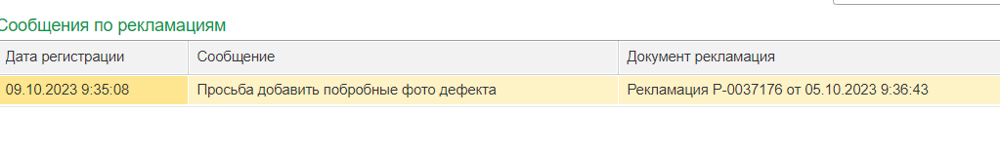 Сообщения по рекламациям
Дата регистрации Сообщение Документ рекламация
09.10.2023 9:35:08 Просьба добавить побробные фото дефекта Рекламация Р-0037176 от 05.10.2023 9:36:43